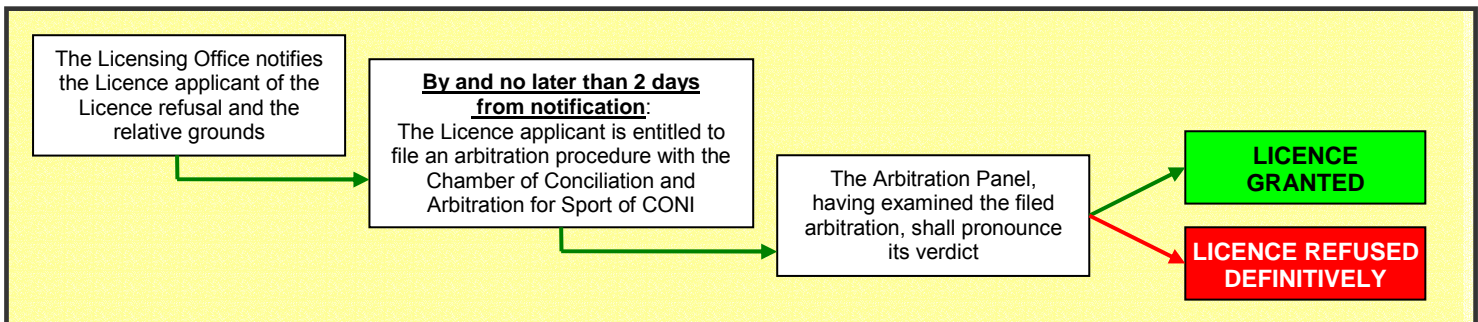 The Licensing Office notifies
the Licence applicant of the
Licence refusal and the
relative grounds
By and no later than 2 days
from notification:
The Licence applicant is entitled to
file an arbitration procedure with the
Chamber of Conciliation and
Arbitration for Sport of CONI
The Arbitration Panel,
having examined the filed
arbitration, shall pronounce
its verdict
LICENCE
GRANTED
LICENCE REFUSED
DEFINITIVELY